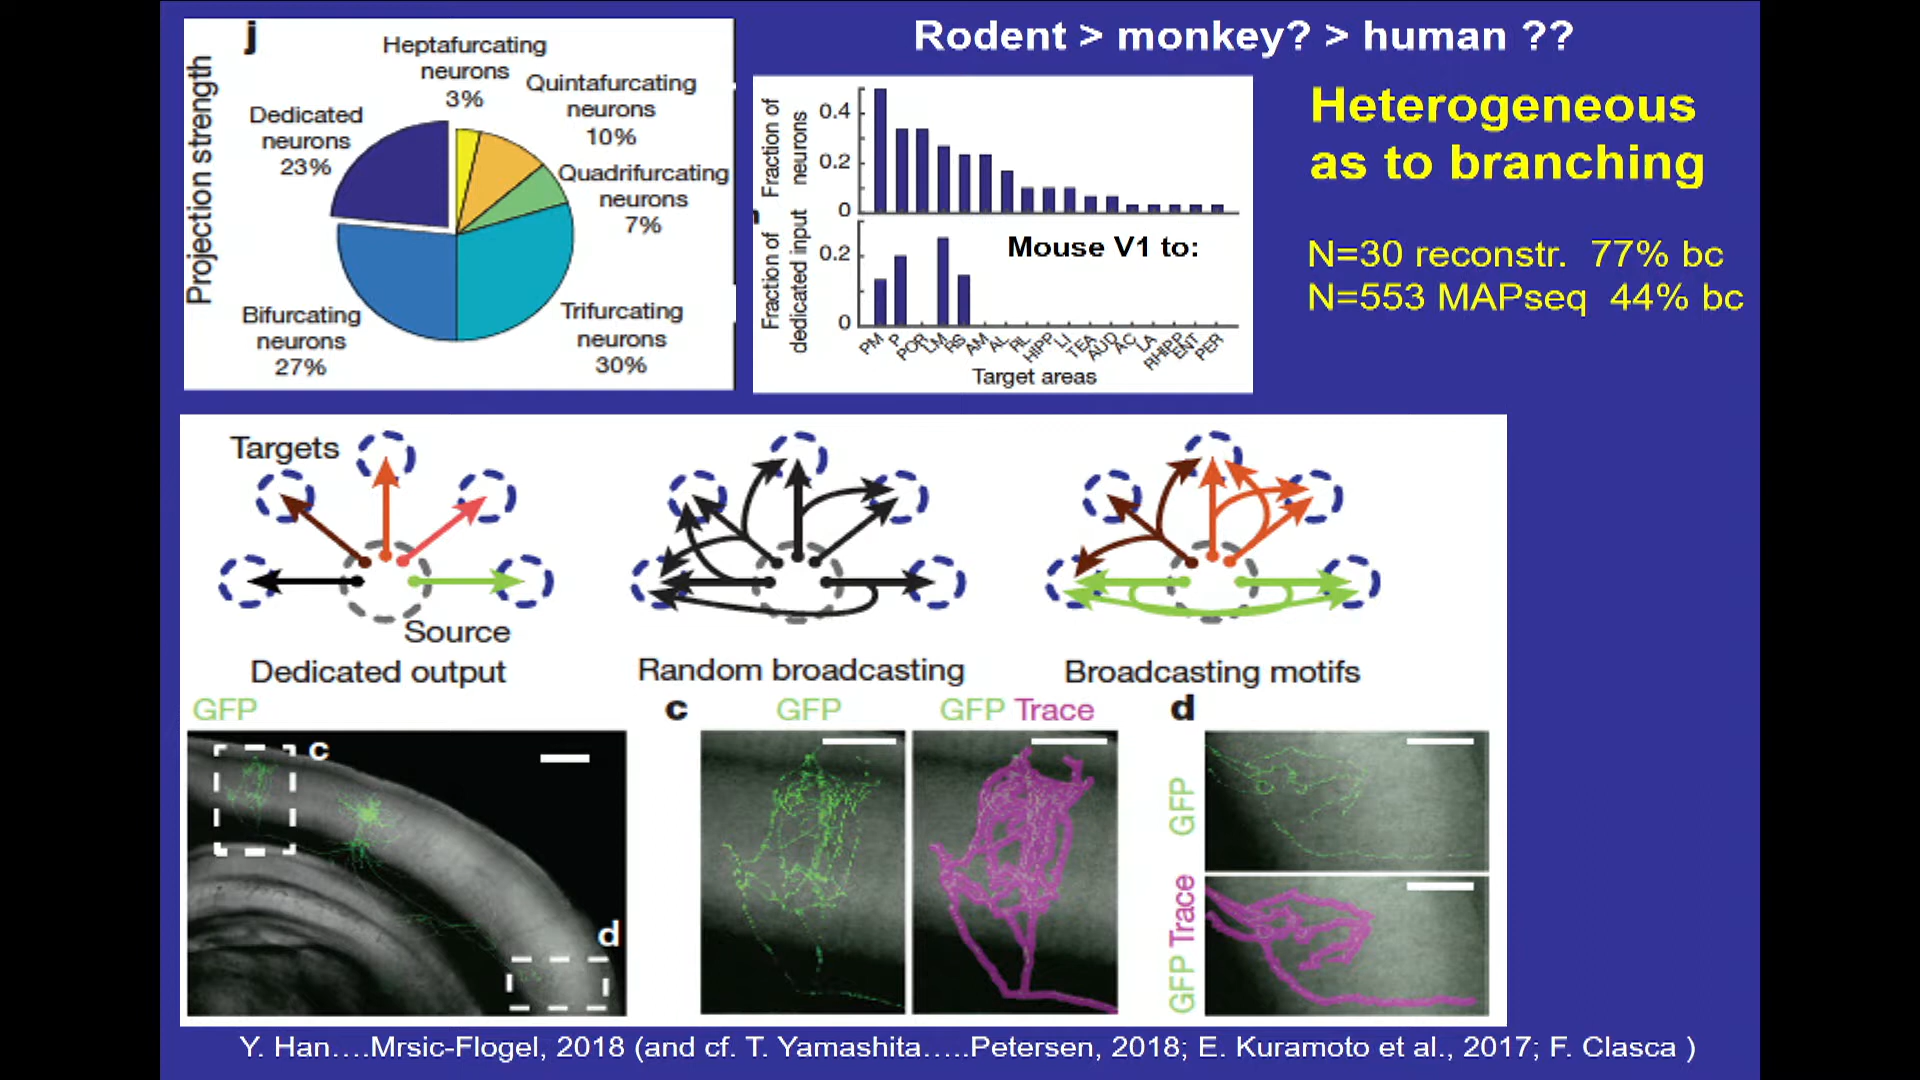 Rodent > monkey? > human ??
j
Projection strength
Heptafurcating
neurons
3%
Quintafurcating
neurons
10%
Dedicated
neurons
23%
Quadrifurcating
neurons
7%
Bifurcating
neurons
27%
Trifurcating
neurons
30%
Fraction of
neurons
0.4
0.2
0
Fraction of
dedicated input
0.2
0
Mouse V1 to:
PM
P
POR
LM
RS
AM
AL
RL
HIPP
LI
TEA
AUD
AC
LA
RHIPP
ENT
PER
Target areas
Heterogeneous
as to branching
N=30 reconstr. 77% bc
N=553 MAPseq 44% bc
Targets
Source
Dedicated output
Random broadcasting
Broadcasting motifs
GFP
c
d
c
GFP
GFP Trace
d
GFP
GFP Trace
Y. Han....Mrsic-Flogel, 2018 (and cf. T. Yamashita.....Petersen, 2018; E. Kuramoto et al., 2017; F. Clasca )